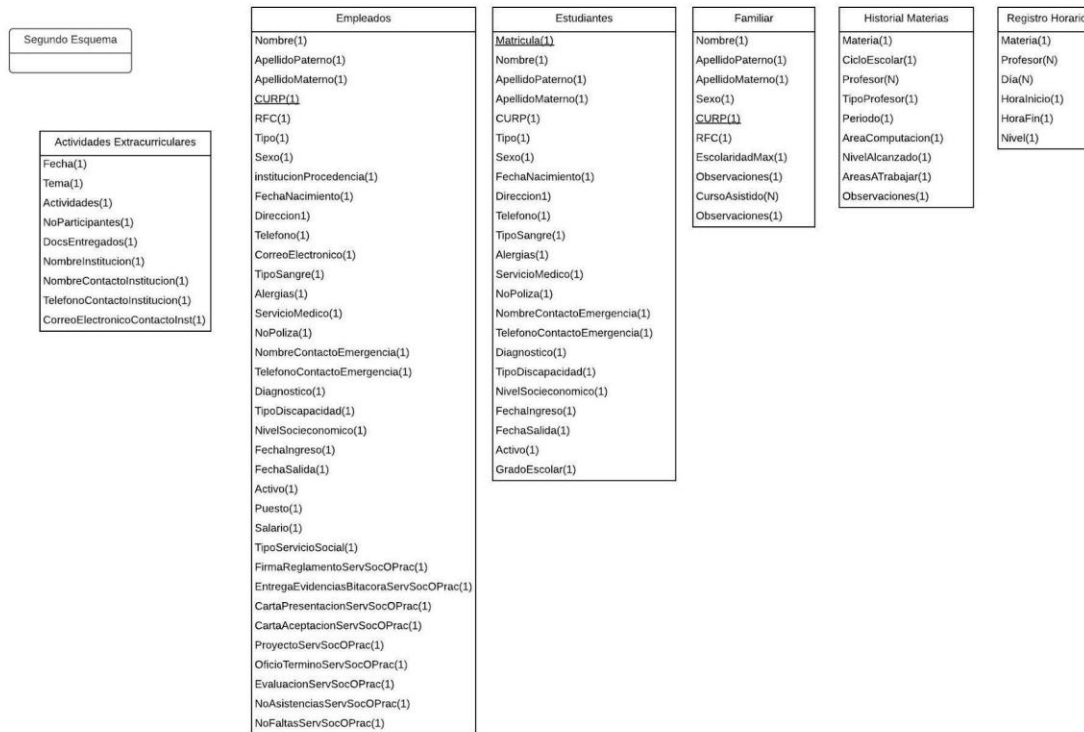 Segundo Esquema
Actividades Extracurriculares
Fecha(1)
Tema(1)
Actividades(1)
NoParticipantes(1)
DocsEntregados(1)
NombreInstitucion(1)
NombreContactoInstitucion(1)
TelefonoContactoInstitucion(1)
CorreoElectronicoContactoInst(1)
Empleados
Nombre(1)
ApellidoPaterno(1)
ApellidoMaterno(1)
CURP(1)
RFC(1)
Tipo(1)
Sexo(1)
institucionProcedencia(1)
FechaNacimiento(1)
Direccion1)
Telefono(1)
CorreoElectronico(1)
TipoSangre(1)
Alergias(1)
ServicioMedico(1)
NoPoliza(1)
NombreContactoEmergencia(1)
TelefonoContactoEmergencia(1)
Diagnostico(1)
TipoDiscapacidad(1)
NivelSocieconomico(1)
FechaIngreso(1)
FechaSalida(1)
Activo(1)
Puesto(1)
Salario(1)
TipoServicioSocial(1)
FirmaReglamentoServSocOPrac(1)
EntregaEvidenciasBitacoraServSocOPrac(1)
CartaPresentacionServSocOPrac(1)
CartaAceptacionServSocOPrac(1)
ProyectoServSocOPrac(1)
OficioTerminoServSocOPrac(1)
EvaluacionServSocOPrac(1)
NoAsistenciasServSocOPrac(1)
NoFaltasServSocOPrac(1)
Estudiantes
Matricula(1)
Nombre(1)
ApellidoPaterno(1)
ApellidoMaterno(1)
CURP(1)
Tipo(1)
Sexo(1)
FechaNacimiento(1)
Direccion1)
Telefono(1)
TipoSangre(1)
Alergias(1)
ServicioMedico(1)
NoPoliza(1)
NombreContactoEmergencia(1)
TelefonoContactoEmergencia(1)
Diagnostico(1)
TipoDiscapacidad(1)
NivelSocieconomico(1)
FechaIngreso(1)
FechaSalida(1)
Activo(1)
GradoEscolar(1)
Familiar
Nombre(1)
ApellidoPaterno(1)
ApellidoMaterno(1)
Sexo(1)
CURP(1)
RFC(1)
EscolaridadMax(1)
Observaciones(1)
CursoAsistido(N)
Observaciones(1)
Historial Materias
Materia(1)
CicloEscolar(1)
Profesor(N)
TipoProfesor(1)
Periodo(1)
AreaComputacion(1)
NivelAlcanzado(1)
AreasATrabajar(1)
Observaciones(1)
Registro Horario
Materia(1)
Profesor(N)
Día(N)
HoraInicio(1)
HoraFin(1)
Nivel(1)